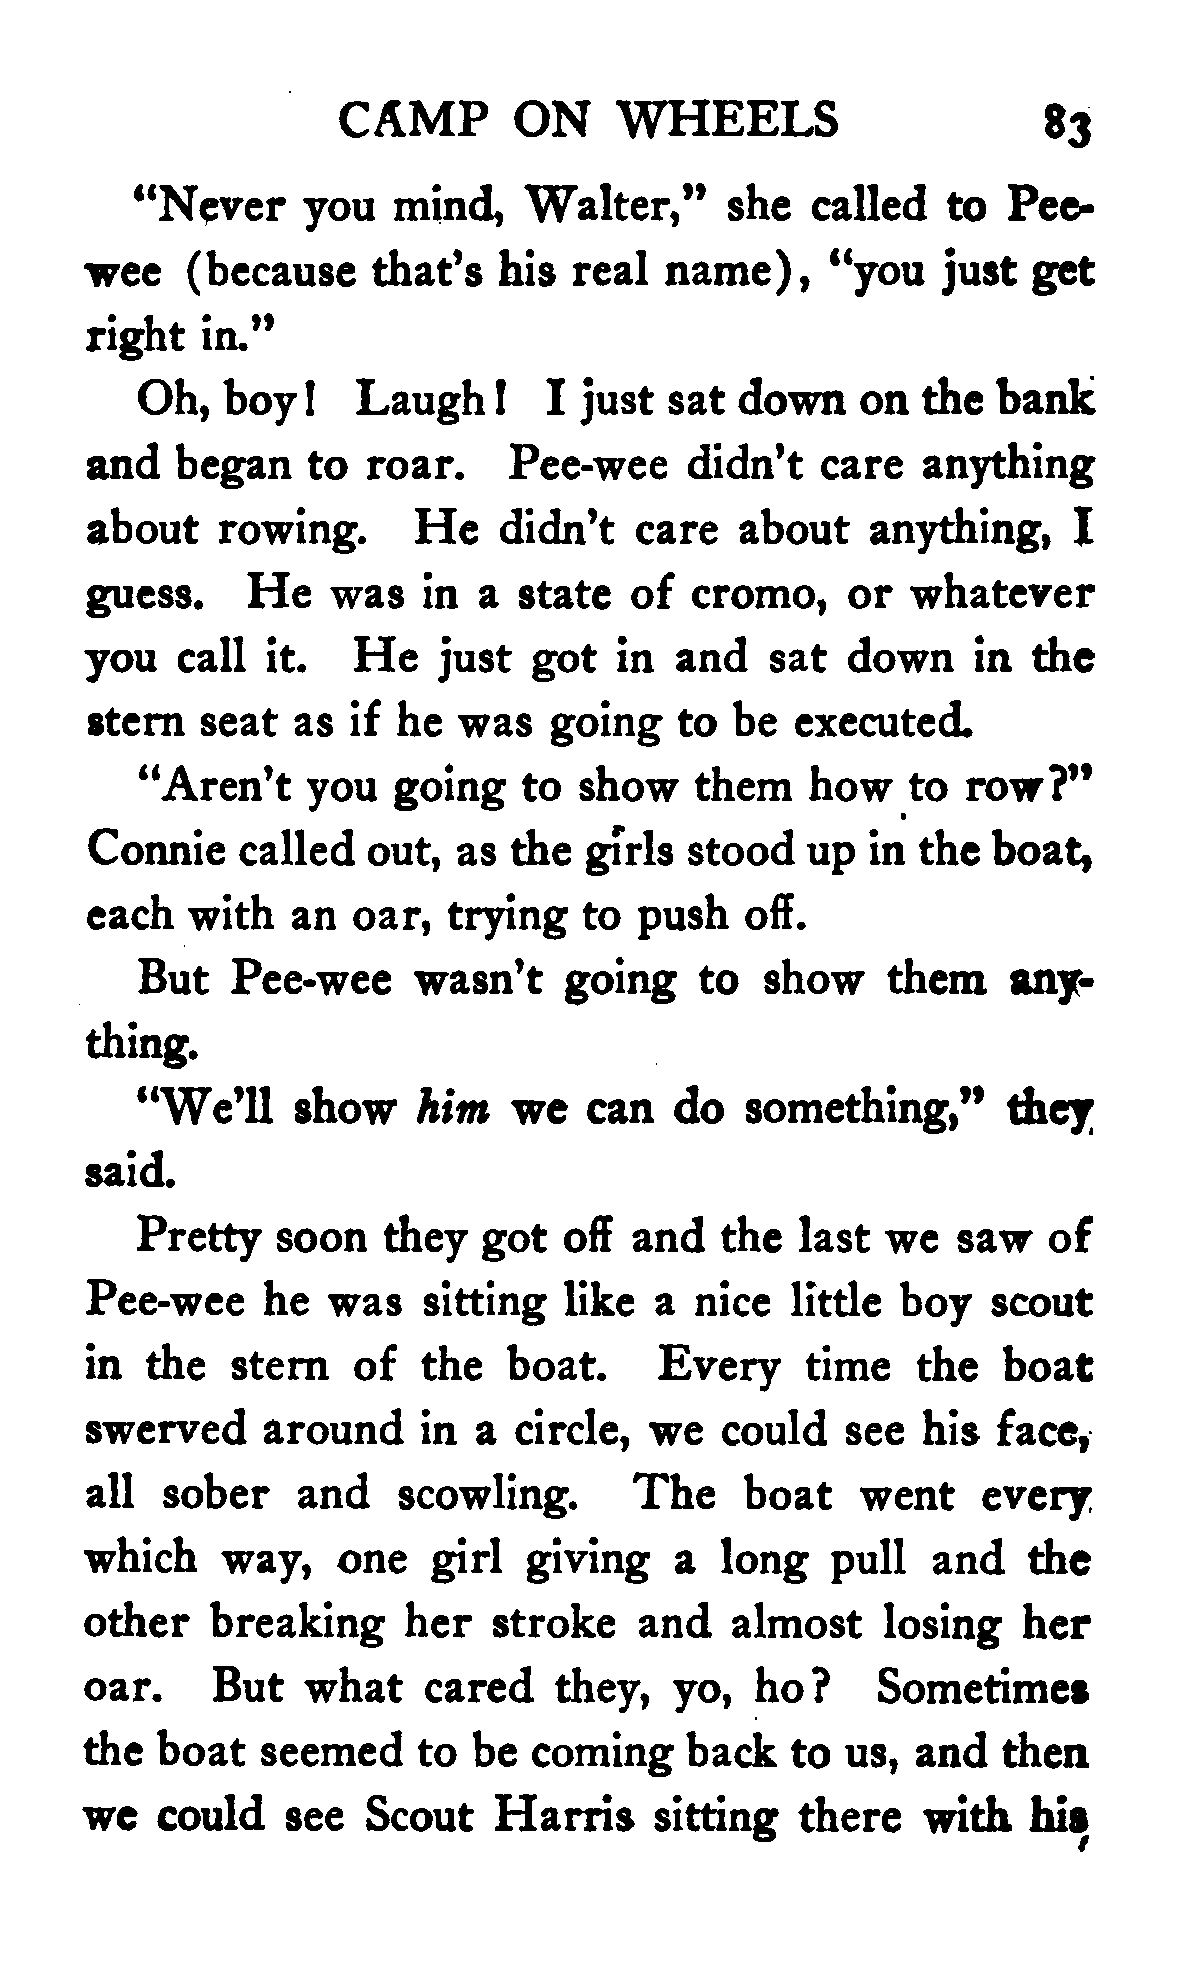 CAMP ON WHEELS 83
"Never you mind, Walter," she called to Pee-
wee (because that's his real name), "you just get
right in."
Oh, boy! Laugh! I just sat down on the bank
and began to roar. Pee-wee didn't care anything
about rowing. He didn't care about anything, I
guess. He was in a state of cromo, or whatever
you call it. He just got in and sat down in the
stern seat as if he was going to be executed.
"Aren't you going to show them how to row?"
Connie called out, as the girls stood up in the boat,
each with an oar, trying to push off.
But Pee-wee wasn't going to show them any-
thing.
"We'll show him we can do something," they
said.
Pretty soon they got off and the last we saw of
Pee-wee he was sitting like a nice little boy scout
in the stern of the boat. Every time the boat
swerved around in a circle, we could see his face,
all sober and scowling. The boat went every
which way, one girl giving a long pull and the
other breaking her stroke and almost losing her
oar. But what cared they, yo, ho? Sometimes
the boat seemed to be coming back to us, and then
we could see Scout Harris sitting there with his